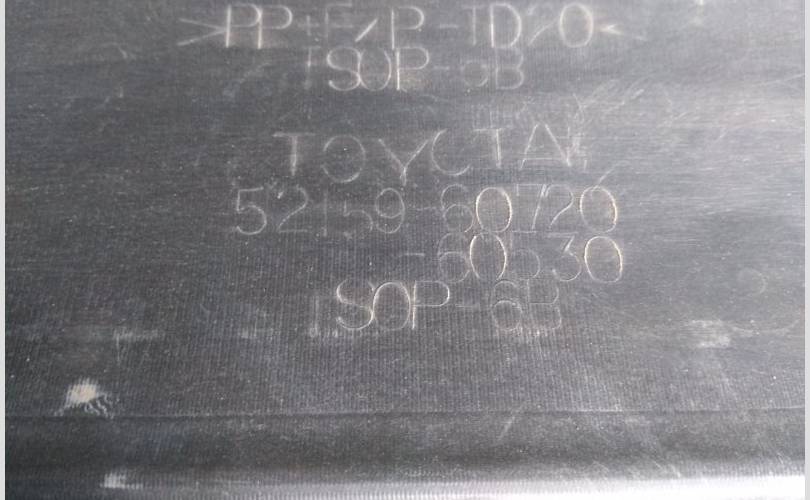 >PP+E/P-TD20<
TSOP-6B
TOYOTA
52159-60720
-60530
TSOP-6B